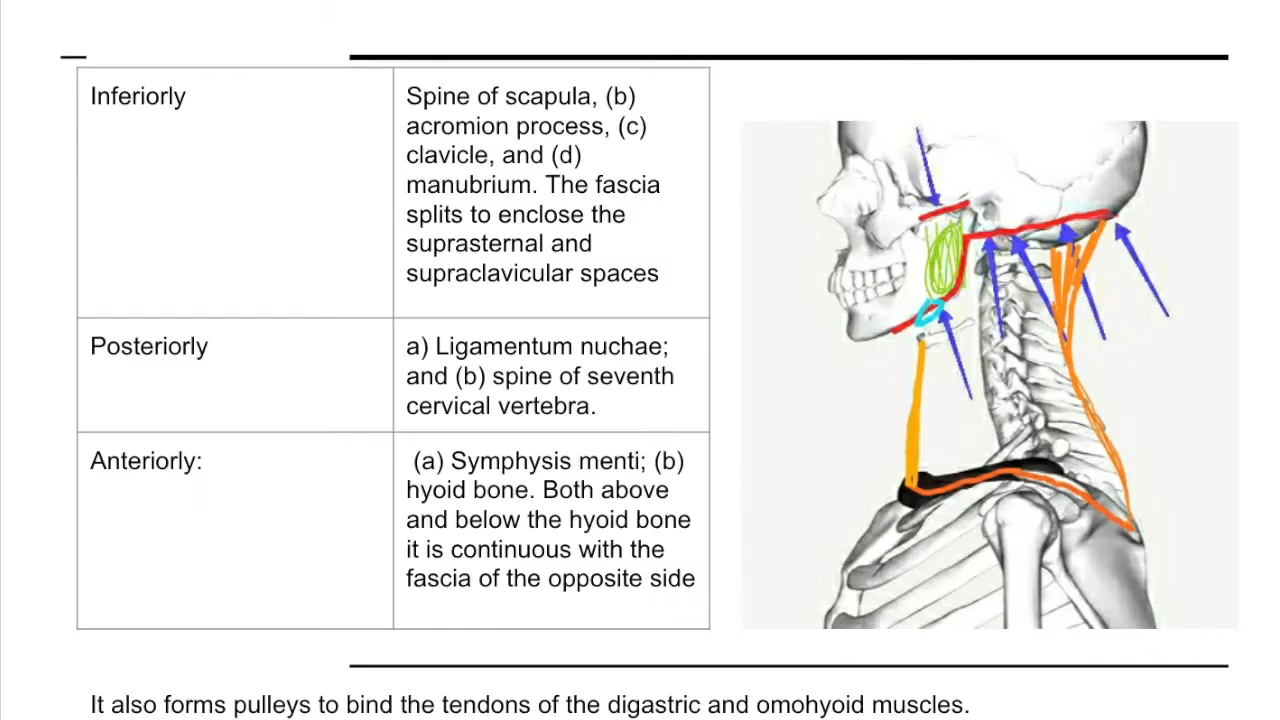 Inferiorly
Spine of scapula, (b)
acromion process, (c)
clavicle, and (d)
manubrium. The fascia
splits to enclose the
suprasternal and
supraclavicular spaces
Posteriorly
a) Ligamentum nuchae;
and (b) spine of seventh
cervical vertebra.
Anteriorly:
(a) Symphysis menti; (b)
hyoid bone. Both above
and below the hyoid bone
it is continuous with the
fascia of the opposite side
It also forms pulleys to bind the tendons of the digastric and omohyoid muscles.